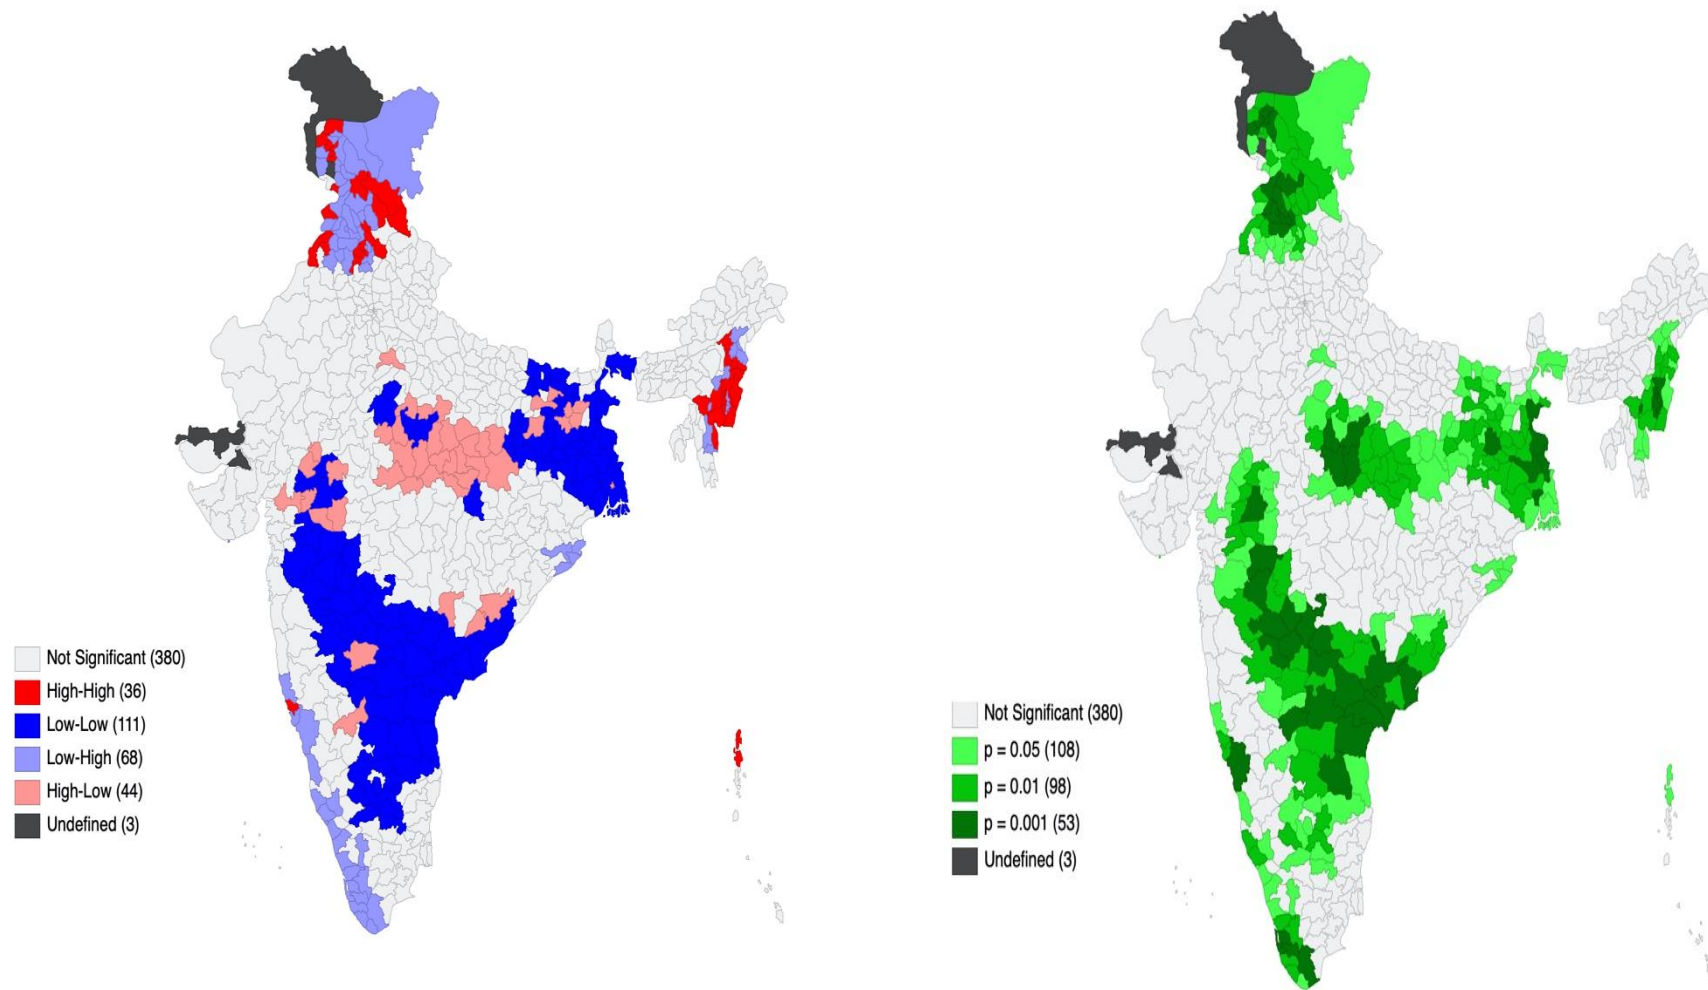 Not Significant (380)
High-High (36)
Low-Low (111)
Low-High (68)
High-Low (44)
Undefined (3)
Not Significant (380)
p = 0.05 (108)
p = 0.01 (98)
p = 0.001 (53)
Undefined (3)